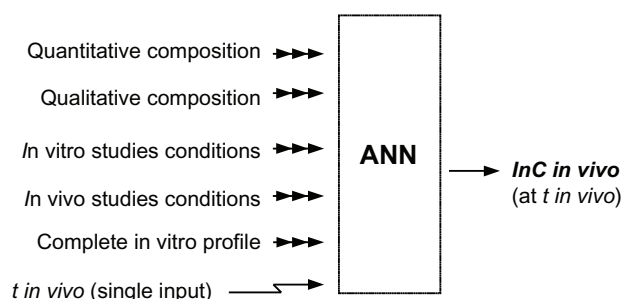 Quantitative composition
Qualitative composition
In vitro studies conditions
In vivo studies conditions
Complete in vitro profile
t in vivo (single input)
ANN
InC in vivo
(at t in vivo)